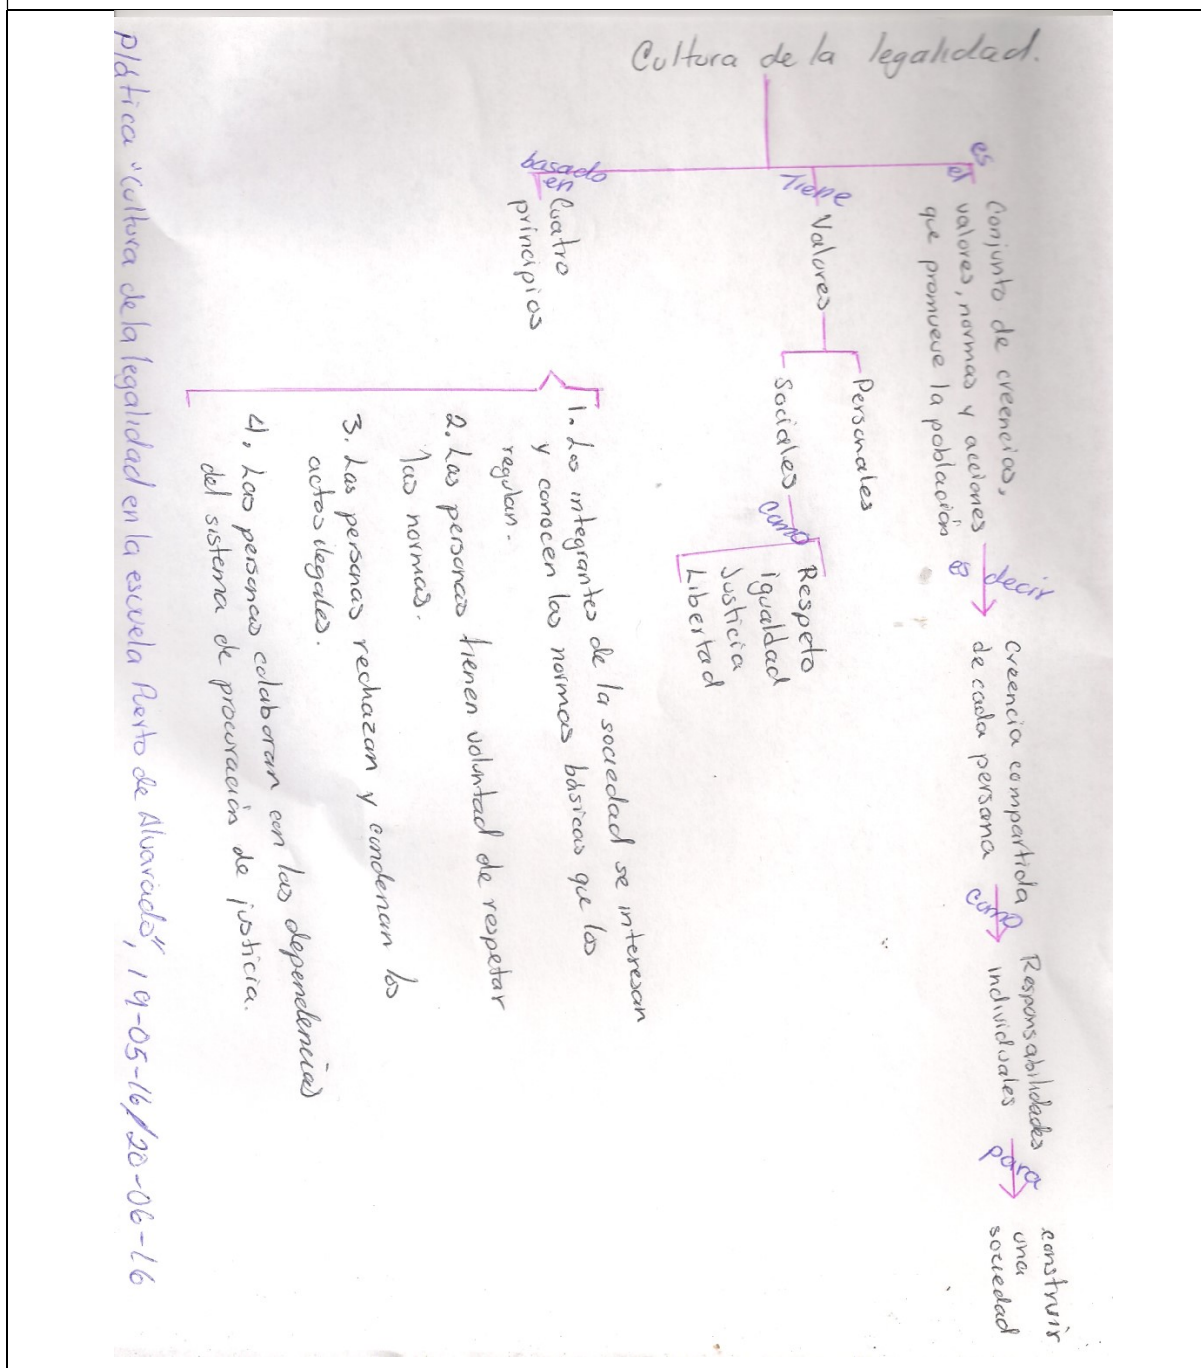 Cultura de la legalidad.
es
el
Conjunto de creencias,
valores, normas y acciones
que promueve la población
es decir
creencia compartida
de cada persona
como
Responsabilidades
individuales
para
construir
una
sociedad
Tiene
Valores
Personales
Sociales
como
Respeto
igualdad
Justicia
Libertad
basado
en
Cuatro
principios
1. Los integrantes de la sociedad se interesan
y conocen las normas básicas que los
regulan.
2. Las personas tienen voluntad de respetar
las normas.
3. Las personas rechazan y condenan los
actos ilegales.
4. Las personas colaboran con las dependencias
del sistema de procuración de justicia.
Plática "Cultura de la legalidad en la escuela Puerto de Alvarado", 19-05-16/20-06-16